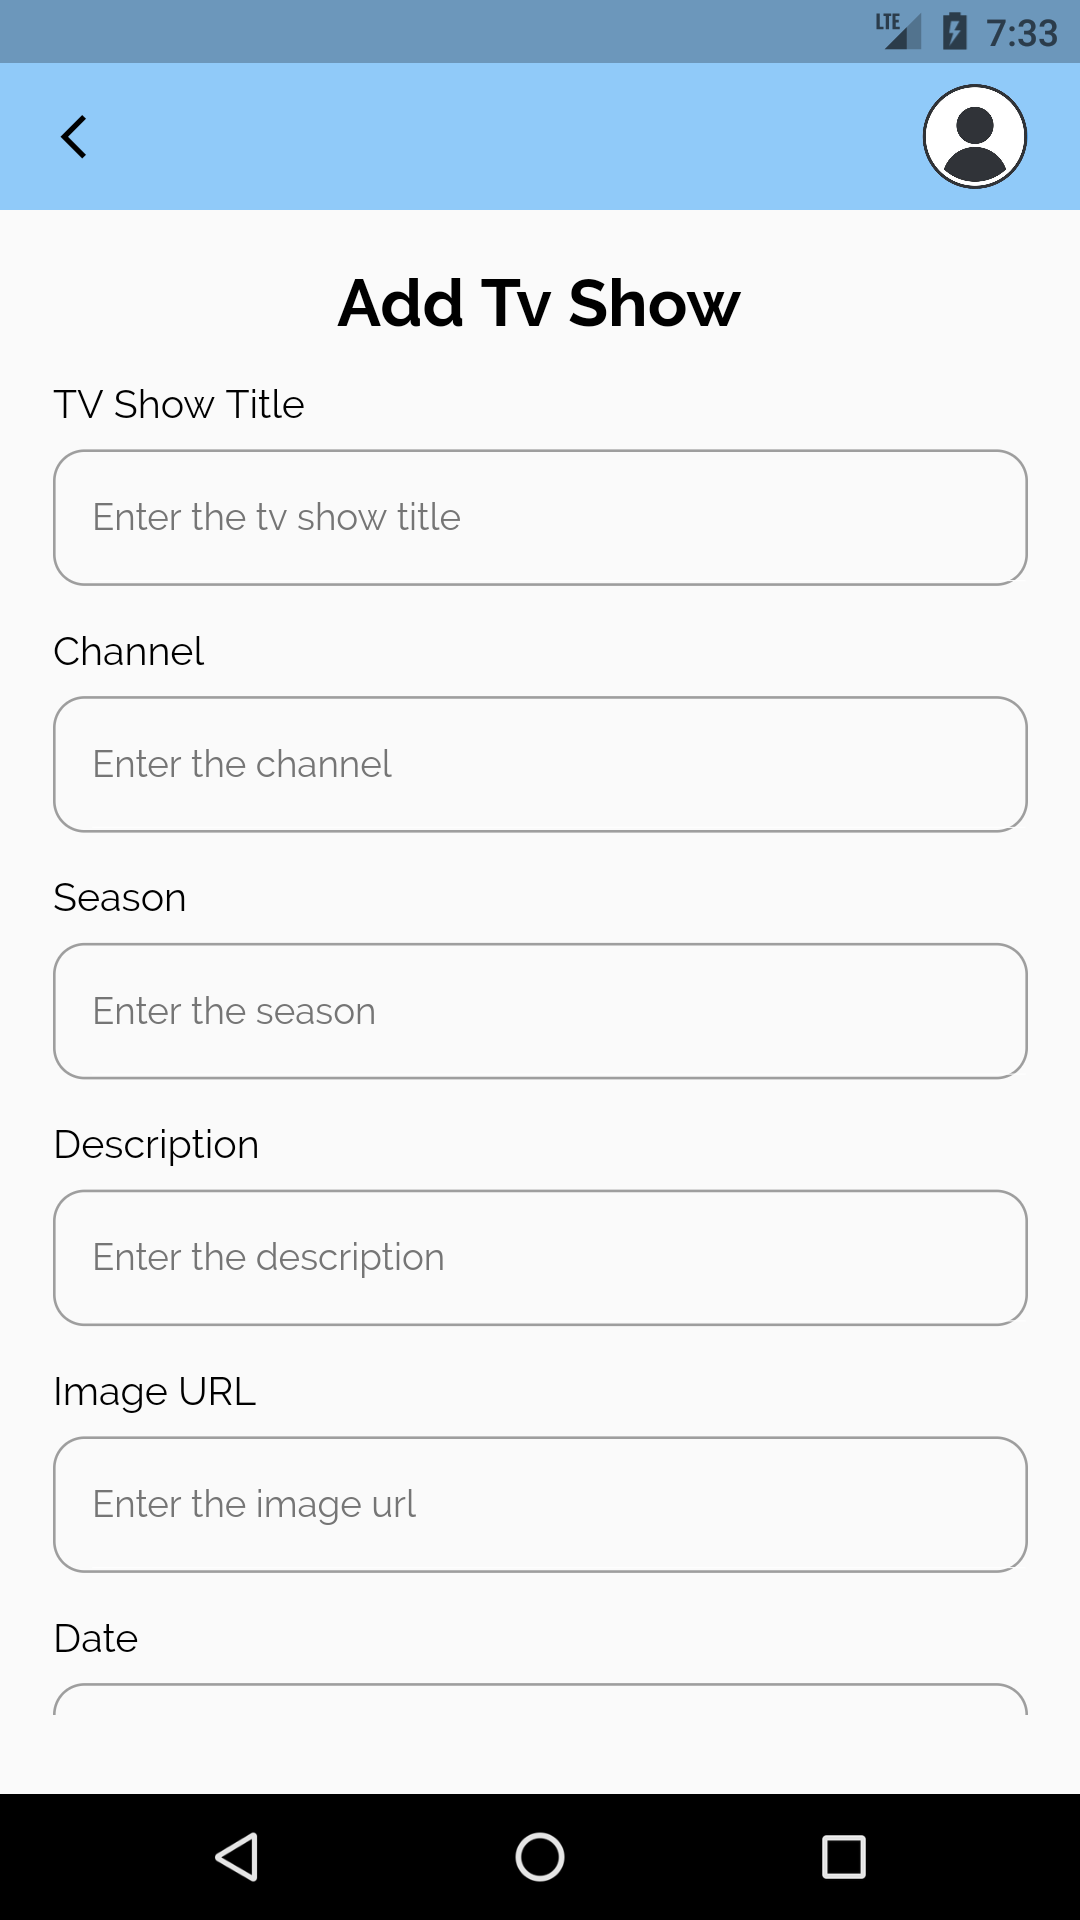 LTE 7:33
Add Tv Show
TV Show Title
Enter the tv show title
Channel
Enter the channel
Season
Enter the season
Description
Enter the description
Image URL
Enter the image url
Date